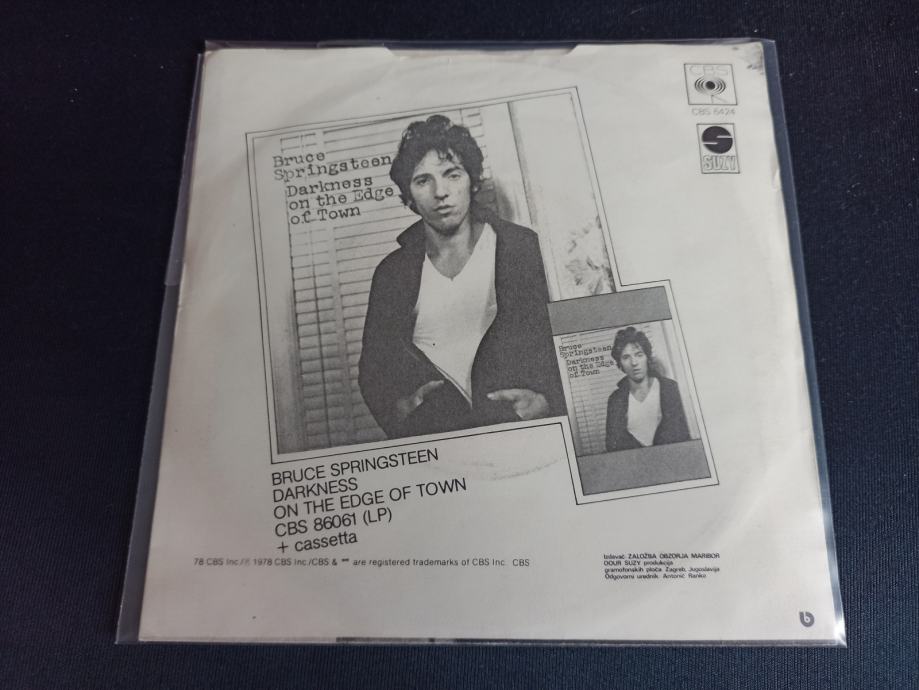 CBS
CBS 6424
SUZY
Bruce
Springsteen
Darkness
on the Edge
of Town
Bruce
Springsteen
Darkness
on the Edge
of Town
BRUCE SPRINGSTEEN
DARKNESS
ON THE EDGE OF TOWN
CBS 86061 (LP)
+ cassetta
78 CBS Inc./℗ 1978 CBS Inc./CBS & are registered trademarks of CBS Inc. CBS
Izdavač ZALOŽBA OBZORJA MARIBOR
OOUR SUZY produkcija
gramofonskih ploča Zagreb, Jugoslavija
Odgovorni urednik Antonić Ranko
b